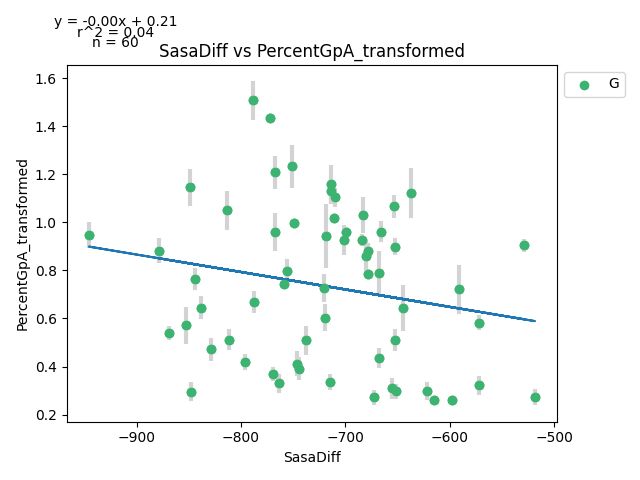 y = -0.00x + 0.21
r^2 = 0.04
n = 60
SasaDiff vs PercentGpA_transformed
G
PercentGpA_transformed
1.6
1.4
1.2
1.0
0.8
0.6
0.4
0.2
−900
−800
−700
−600
−500
SasaDiff